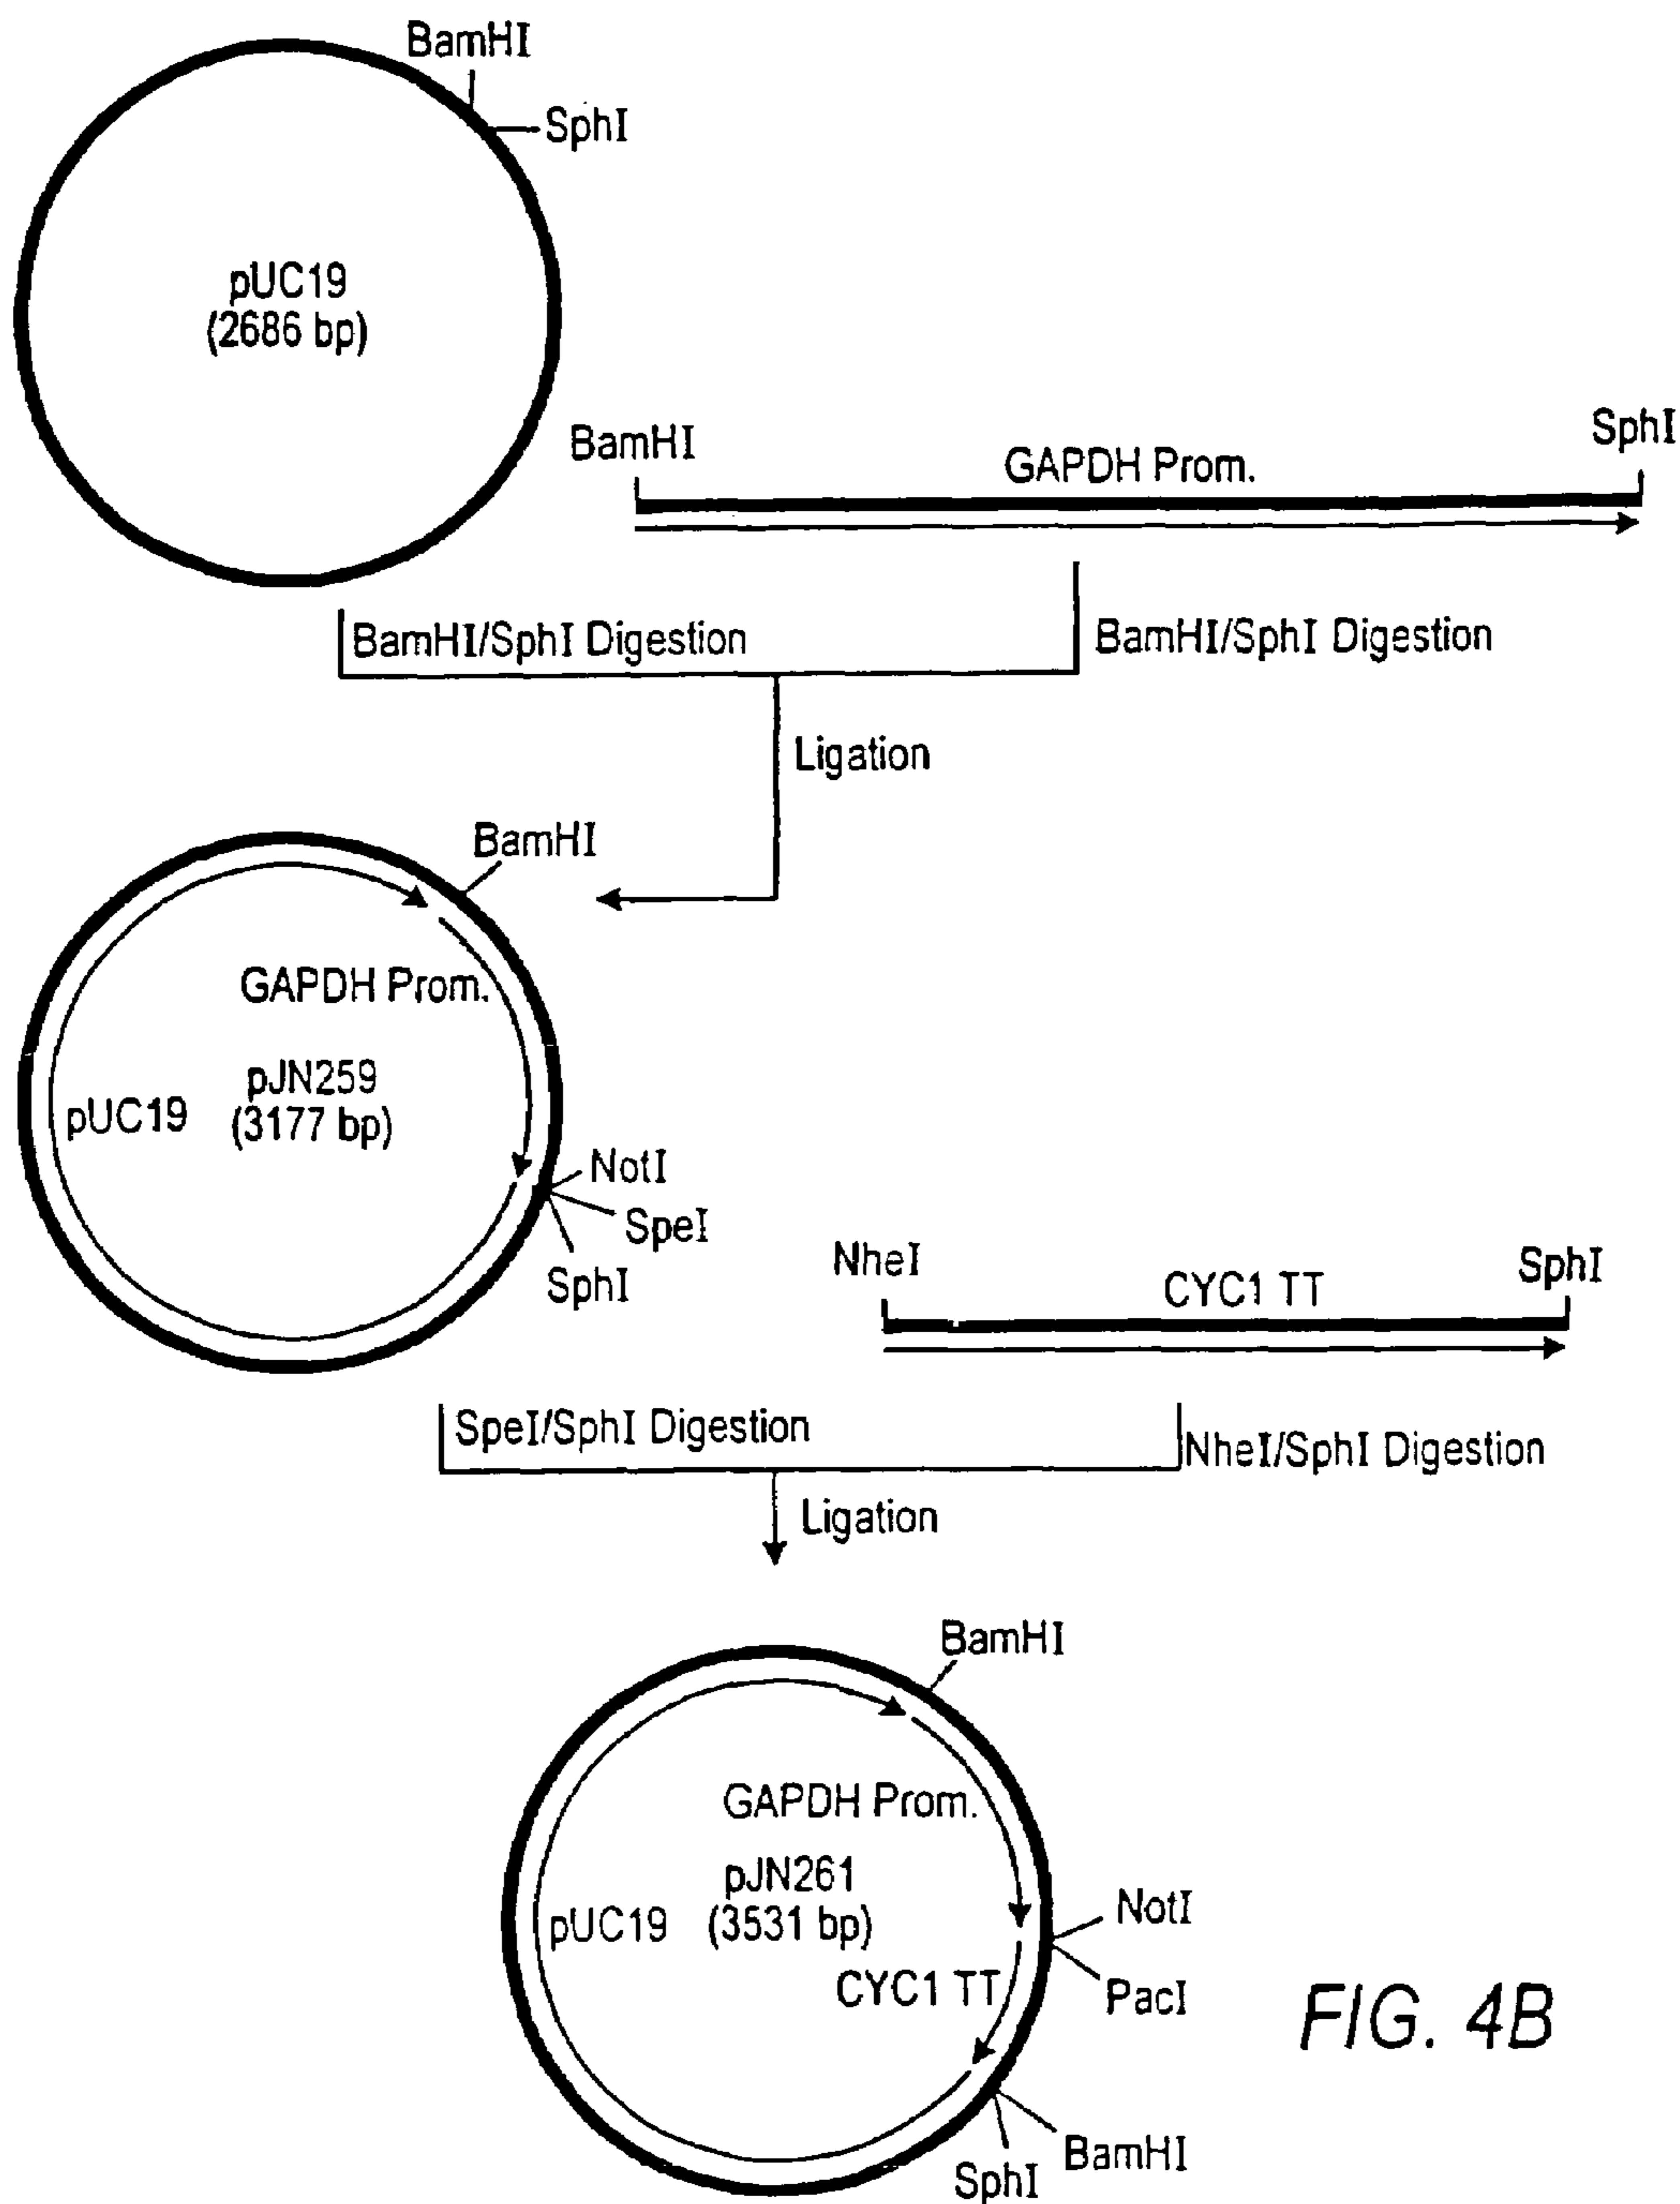 BamHI
SphI
pUC19
(2686 bp)
BamHI
GAPDH Prom.
SphI
BamHI/SphI Digestion
BamHI/SphI Digestion
Ligation
BamHI
GAPDH Prom.
pJN259
pUC19
(3177 bp)
NotI
SpeI
SphI
NheI
CYC1 TT
SphI
SpeI/SphI Digestion
NheI/SphI Digestion
Ligation
BamHI
GAPDH Prom.
pJN261
pUC19
(3531 bp)
NotI
CYC1 TT
PacI
BamHI
SphI
FIG. 4B